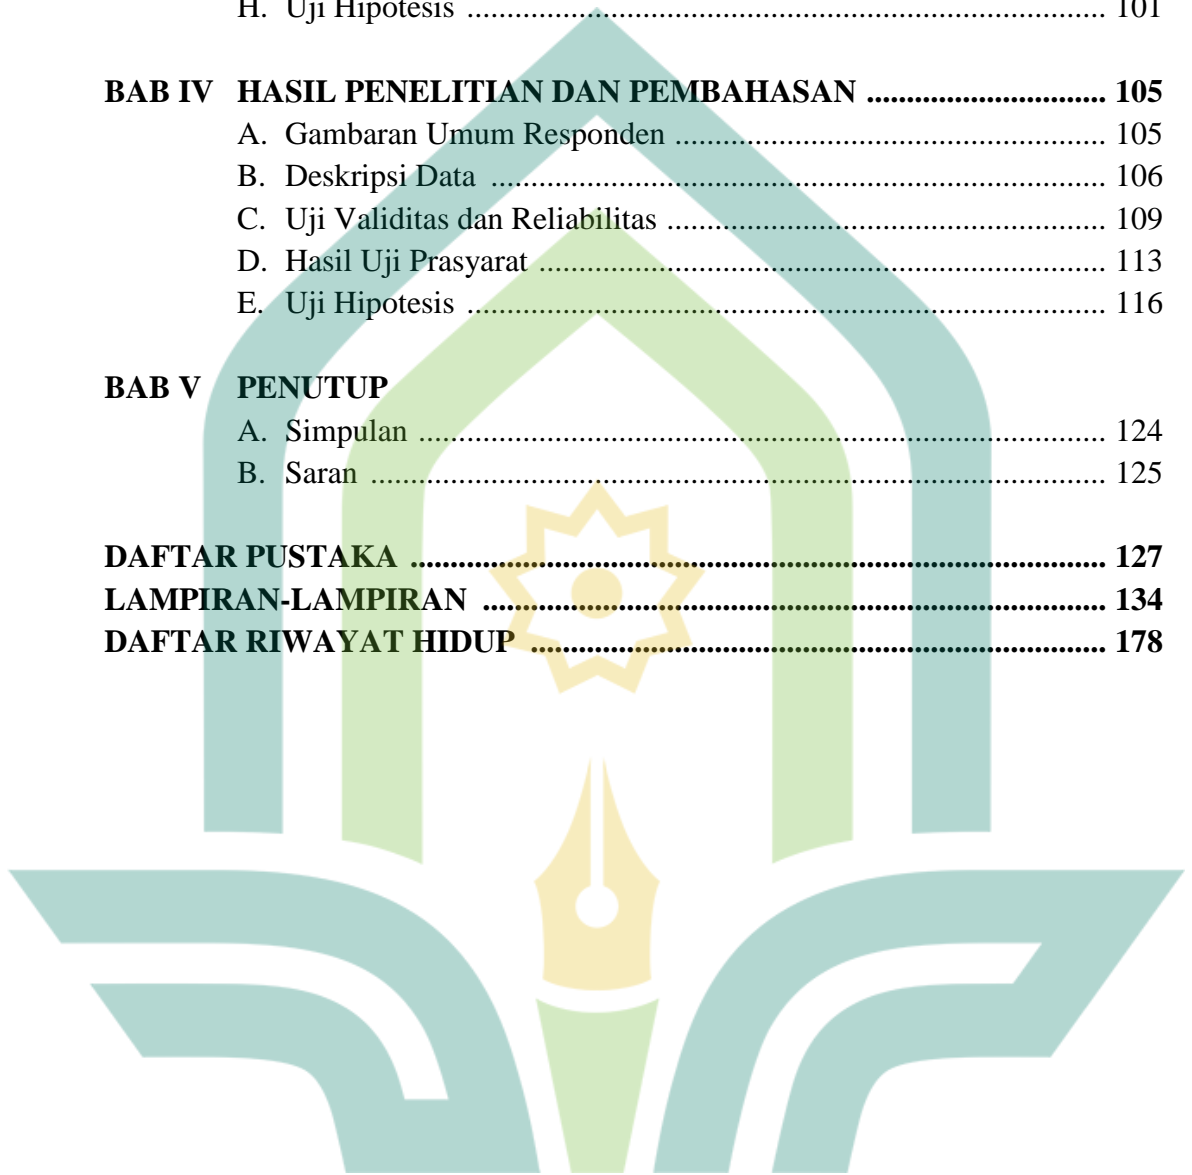 H. Uji Hipotesis ................................................................................ 101
BAB IV HASIL PENELITIAN DAN PEMBAHASAN .............................. 105
A. Gambaran Umum Responden ...................................................... 105
B. Deskripsi Data ............................................................................. 106
C. Uji Validitas dan Reliabilitas ....................................................... 109
D. Hasil Uji Prasyarat ....................................................................... 113
E. Uji Hipotesis ................................................................................ 116
BAB V PENUTUP
A. Simpulan ...................................................................................... 124
B. Saran ............................................................................................ 125
DAFTAR PUSTAKA ....................................................................................... 127
LAMPIRAN-LAMPIRAN .............................................................................. 134
DAFTAR RIWAYAT HIDUP ........................................................................ 178